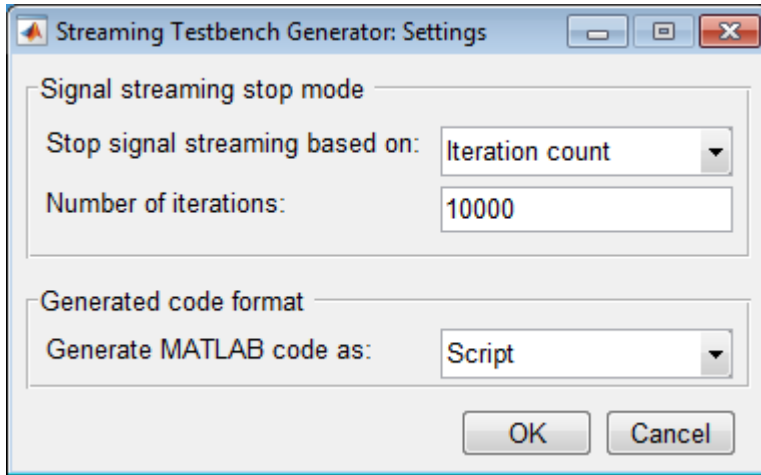 Streaming Testbench Generator: Settings
Signal streaming stop mode
Stop signal streaming based on: Iteration count
Number of iterations: 10000
Generated code format
Generate MATLAB code as: Script
OK Cancel